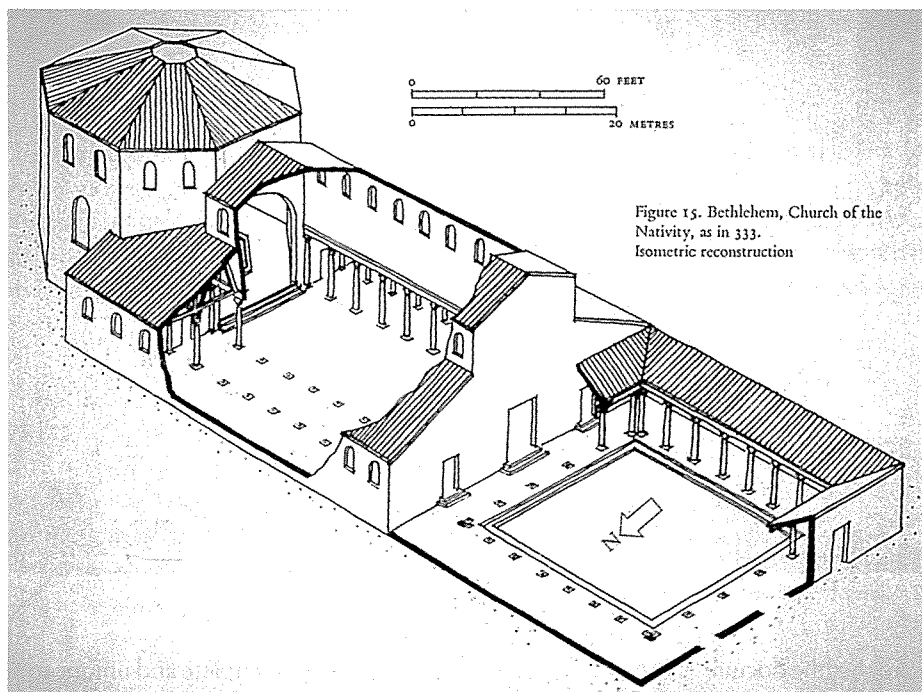 0 60 FEET
0 20 METRES
Figure 15. Bethlehem, Church of the
Nativity, as in 333.
Isometric reconstruction
N